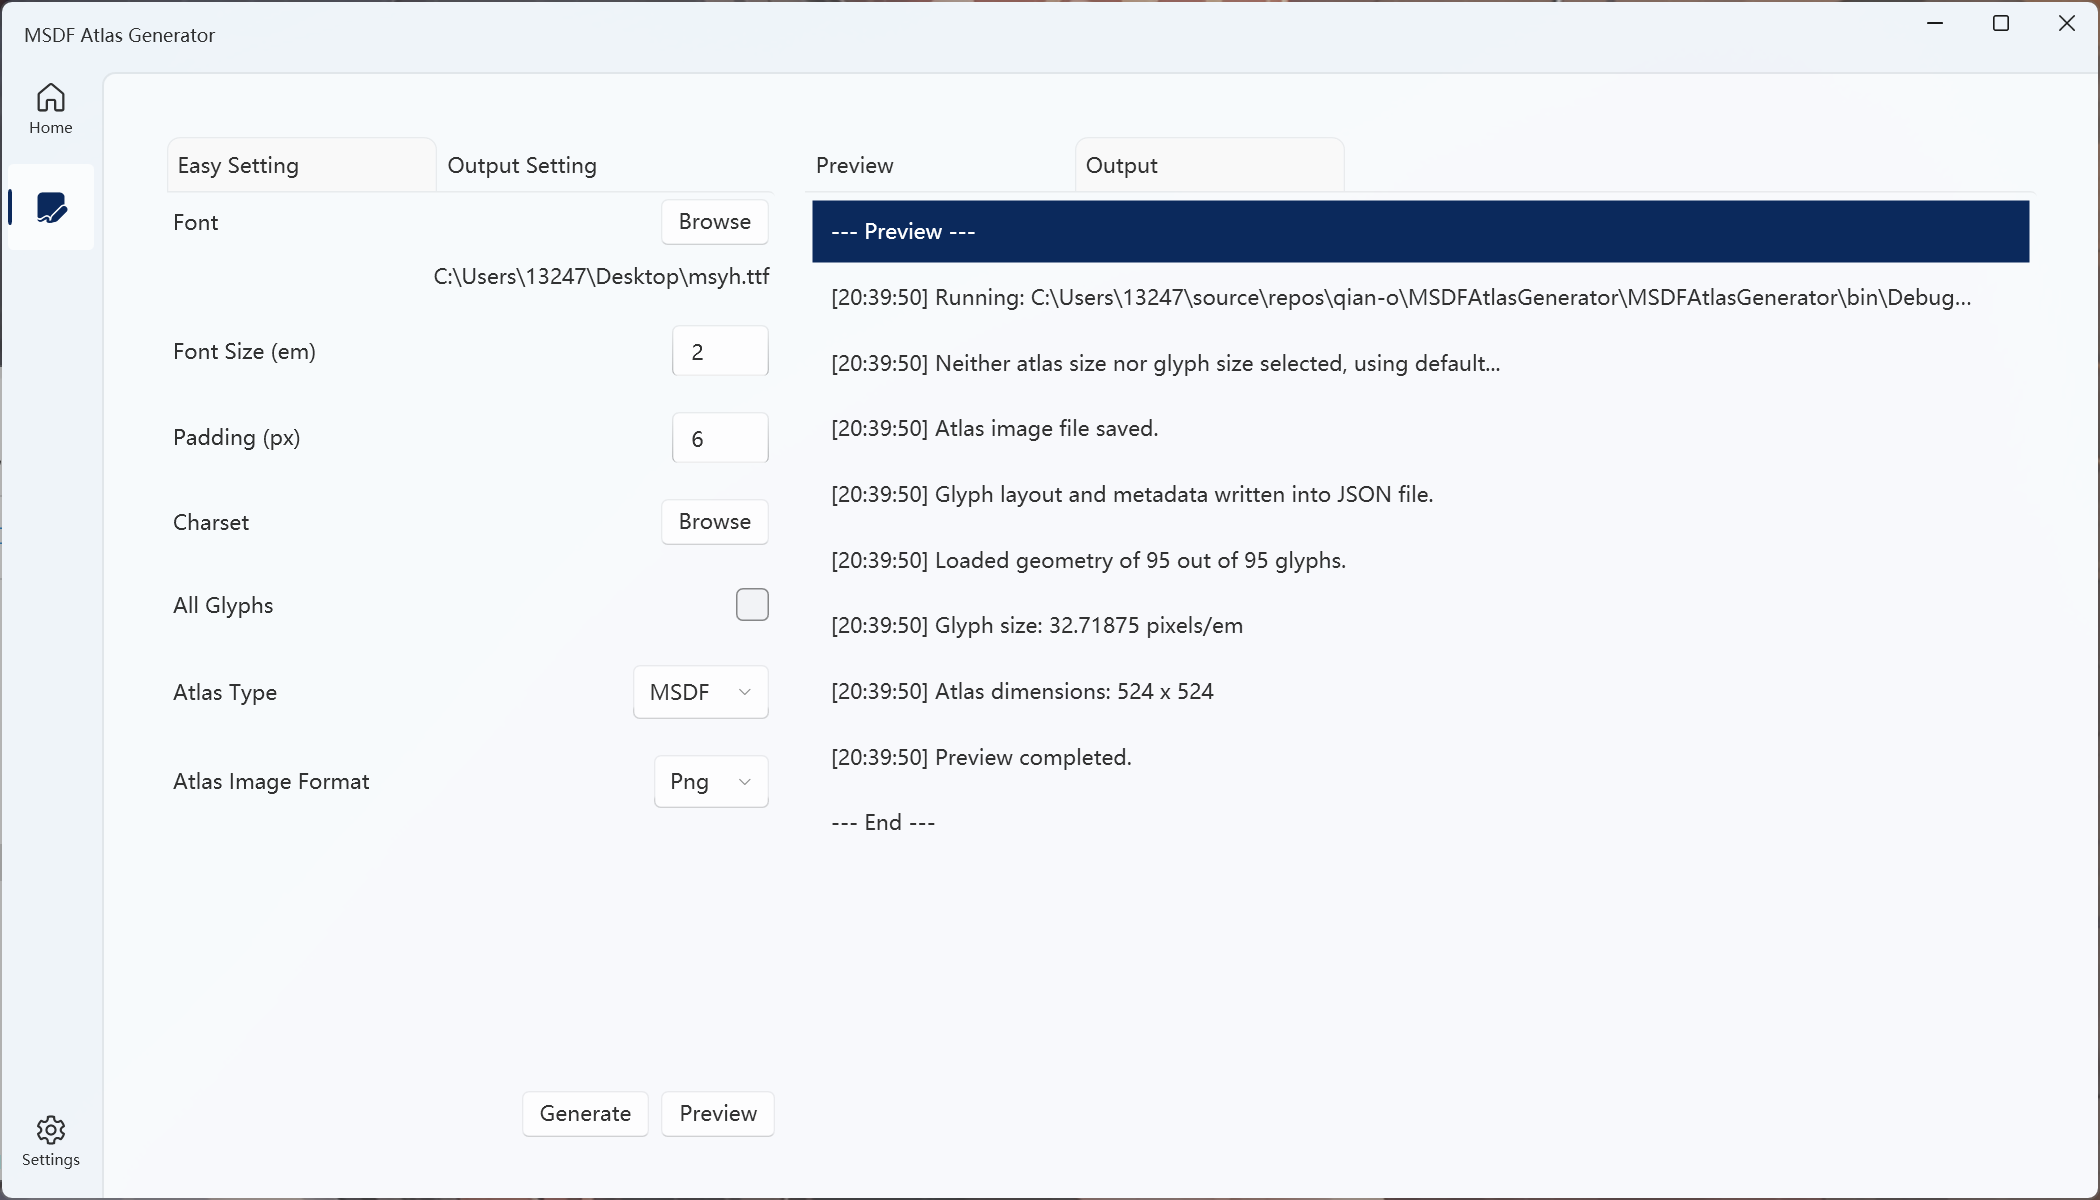 MSDF Atlas Generator
Home
Easy Setting
Output Setting
Font
Browse
C:\Users\13247\Desktop\msyh.ttf
Font Size (em)
2
Padding (px)
6
Charset
Browse
All Glyphs
Atlas Type
MSDF
Atlas Image Format
Png
Generate
Preview
Settings
Preview
Output
--- Preview ---
[20:39:50] Running: C:\Users\13247\source\repos\qian-o\MSDFAtlasGenerator\MSDFAtlasGenerator\bin\Debug...
[20:39:50] Neither atlas size nor glyph size selected, using default...
[20:39:50] Atlas image file saved.
[20:39:50] Glyph layout and metadata written into JSON file.
[20:39:50] Loaded geometry of 95 out of 95 glyphs.
[20:39:50] Glyph size: 32.71875 pixels/em
[20:39:50] Atlas dimensions: 524 x 524
[20:39:50] Preview completed.
--- End ---